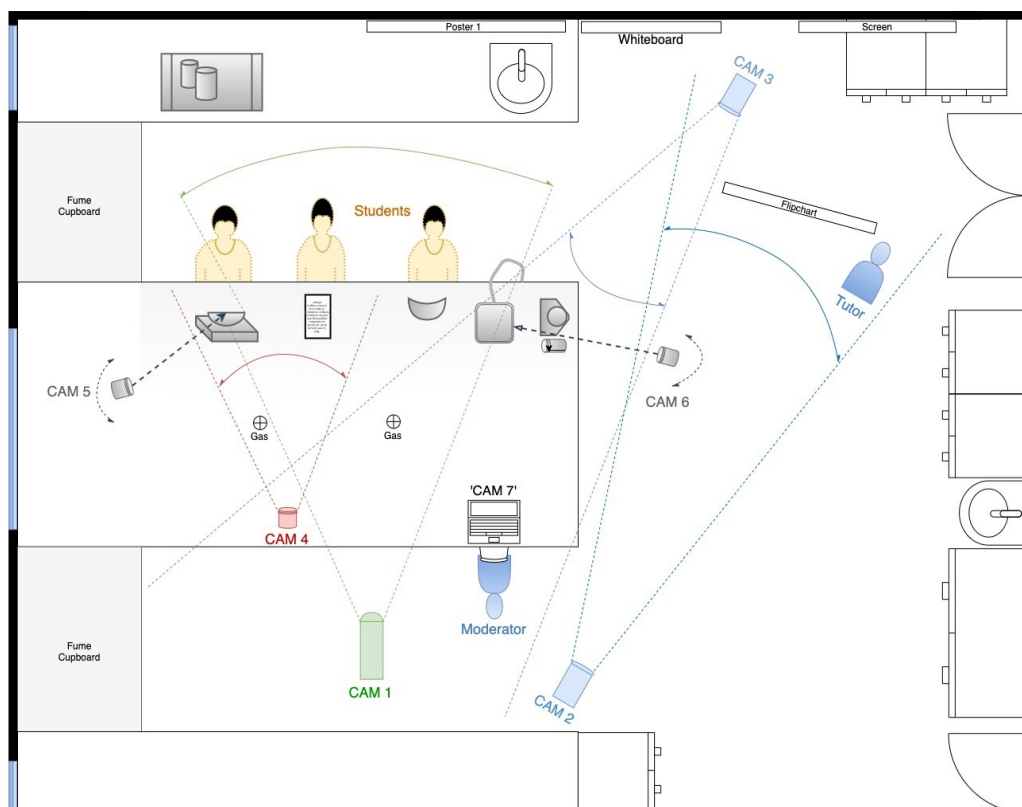 Poster 1
Whiteboard
Screen
CAM 3
Fume
Cupboard
Students
Flipchart
Tutor
CAM 5
CAM 6
Gas
Gas
'CAM 7'
CAM 4
Moderator
Fume
Cupboard
CAM 1
CAM 2